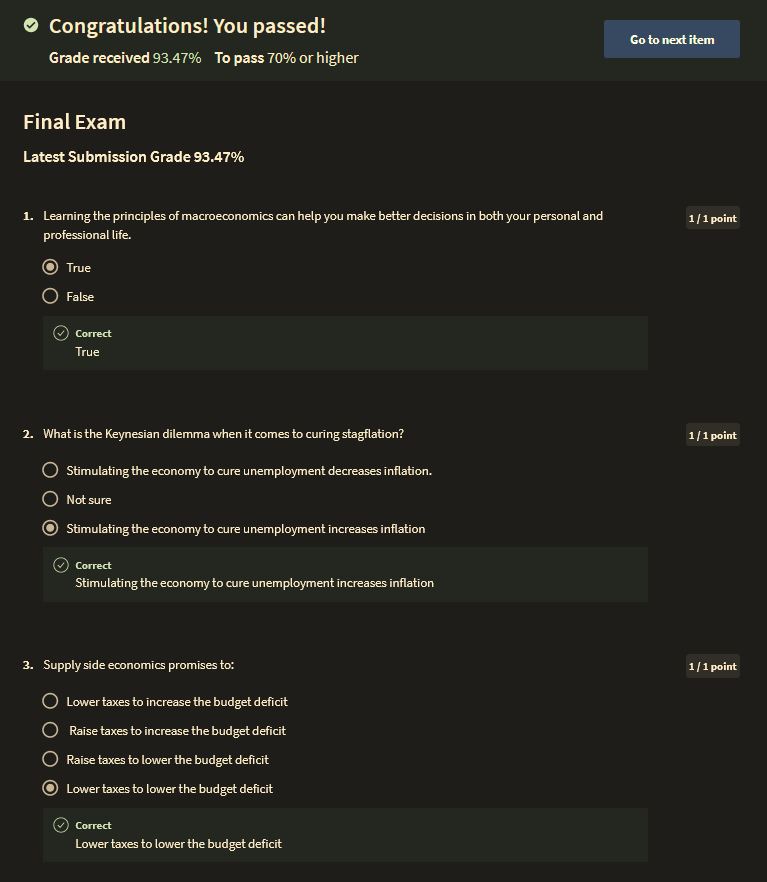 Congratulations! You passed!
Grade received 93.47% To pass 70% or higher
Go to next item
Final Exam
Latest Submission Grade 93.47%
1. Learning the principles of macroeconomics can help you make better decisions in both your personal and
professional life.
1 / 1 point
True
False
Correct
True
2. What is the Keynesian dilemma when it comes to curing stagflation?
1 / 1 point
Stimulating the economy to cure unemployment decreases inflation.
Not sure
Stimulating the economy to cure unemployment increases inflation
Correct
Stimulating the economy to cure unemployment increases inflation
3. Supply side economics promises to:
1 / 1 point
Lower taxes to increase the budget deficit
Raise taxes to increase the budget deficit
Raise taxes to lower the budget deficit
Lower taxes to lower the budget deficit
Correct
Lower taxes to lower the budget deficit